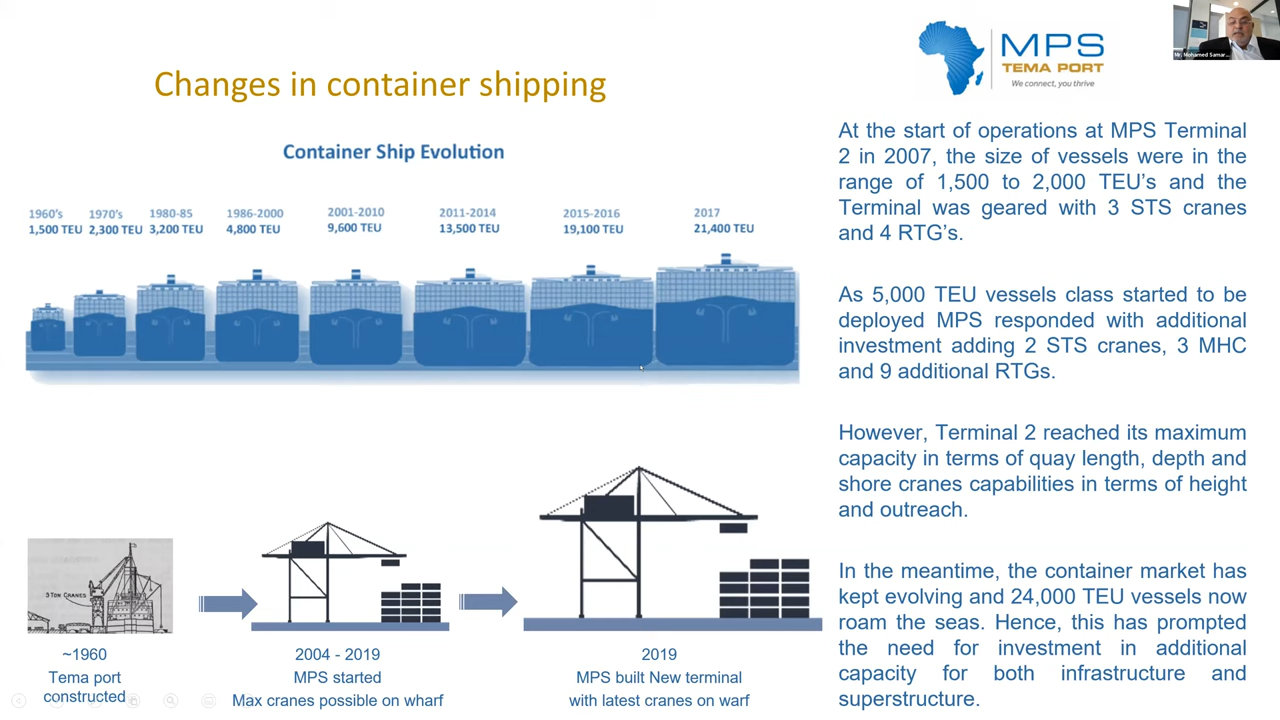 Changes in container shipping
MPS
TEMA PORT
We connect, you thrive
Mr. Mohamed Samar...
Container Ship Evolution
1960's
1,500 TEU
1970's
2,300 TEU
1980-85
3,200 TEU
1986-2000
4,800 TEU
2001-2010
9,600 TEU
2011-2014
13,500 TEU
2015-2016
19,100 TEU
2017
21,400 TEU
At the start of operations at MPS Terminal
2 in 2007, the size of vessels were in the
range of 1,500 to 2,000 TEU's and the
Terminal was geared with 3 STS cranes
and 4 RTG's.
As 5,000 TEU vessels class started to be
deployed MPS responded with additional
investment adding 2 STS cranes, 3 MHC
and 9 additional RTGs.
However, Terminal 2 reached its maximum
capacity in terms of quay length, depth and
shore cranes capabilities in terms of height
and outreach.
In the meantime, the container market has
kept evolving and 24,000 TEU vessels now
roam the seas. Hence, this has prompted
the need for investment in additional
capacity for both infrastructure and
superstructure.
3 TON CRANES
~1960
Tema port
constructed
2004 - 2019
MPS started
Max cranes possible on wharf
2019
MPS built New terminal
with latest cranes on warf